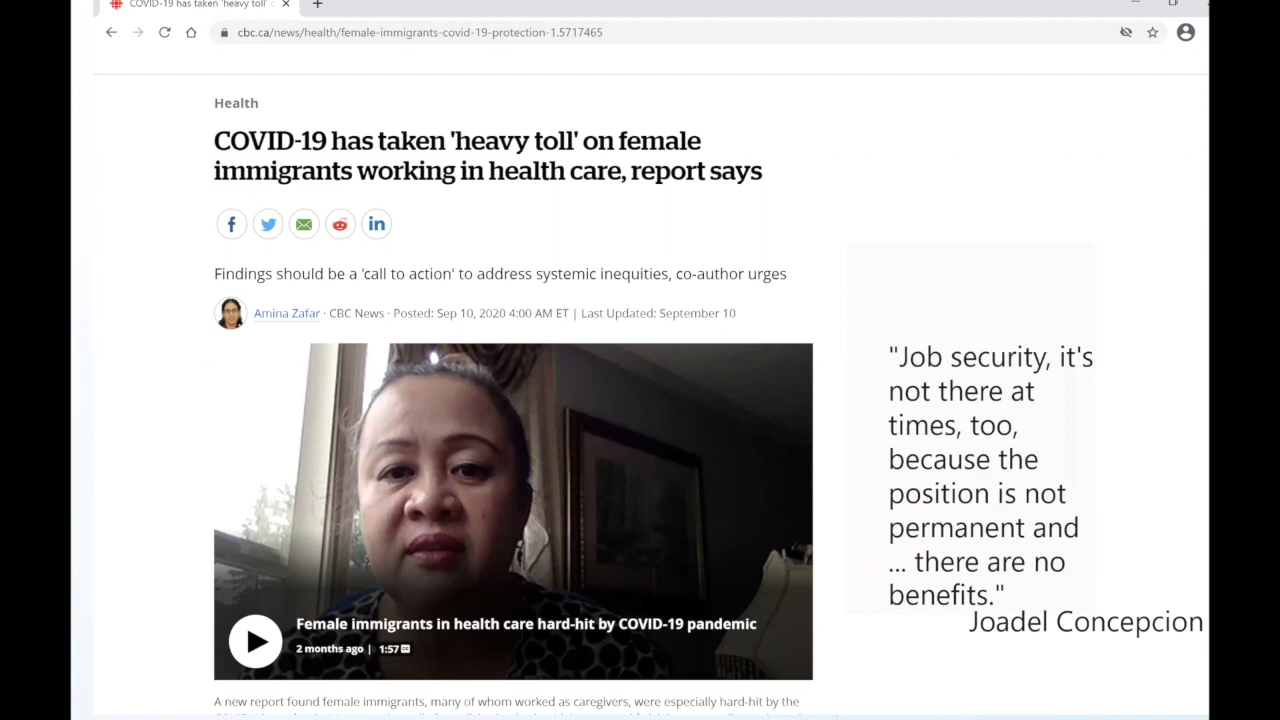 COVID-19 has taken 'heavy toll'
cbc.ca/news/health/female-immigrants-covid-19-protection-1.5717465
Health
COVID-19 has taken 'heavy toll' on female
immigrants working in health care, report says
Findings should be a 'call to action' to address systemic inequities, co-author urges
Amina Zafar · CBC News · Posted: Sep 10, 2020 4:00 AM ET | Last Updated: September 10
"Job security, it's
not there at
times, too,
because the
position is not
permanent and
... there are no
benefits."
Joadel Concepcion
Female immigrants in health care hard-hit by COVID-19 pandemic
2 months ago | 1:57
A new report found female immigrants, many of whom worked as caregivers, were especially hard-hit by the